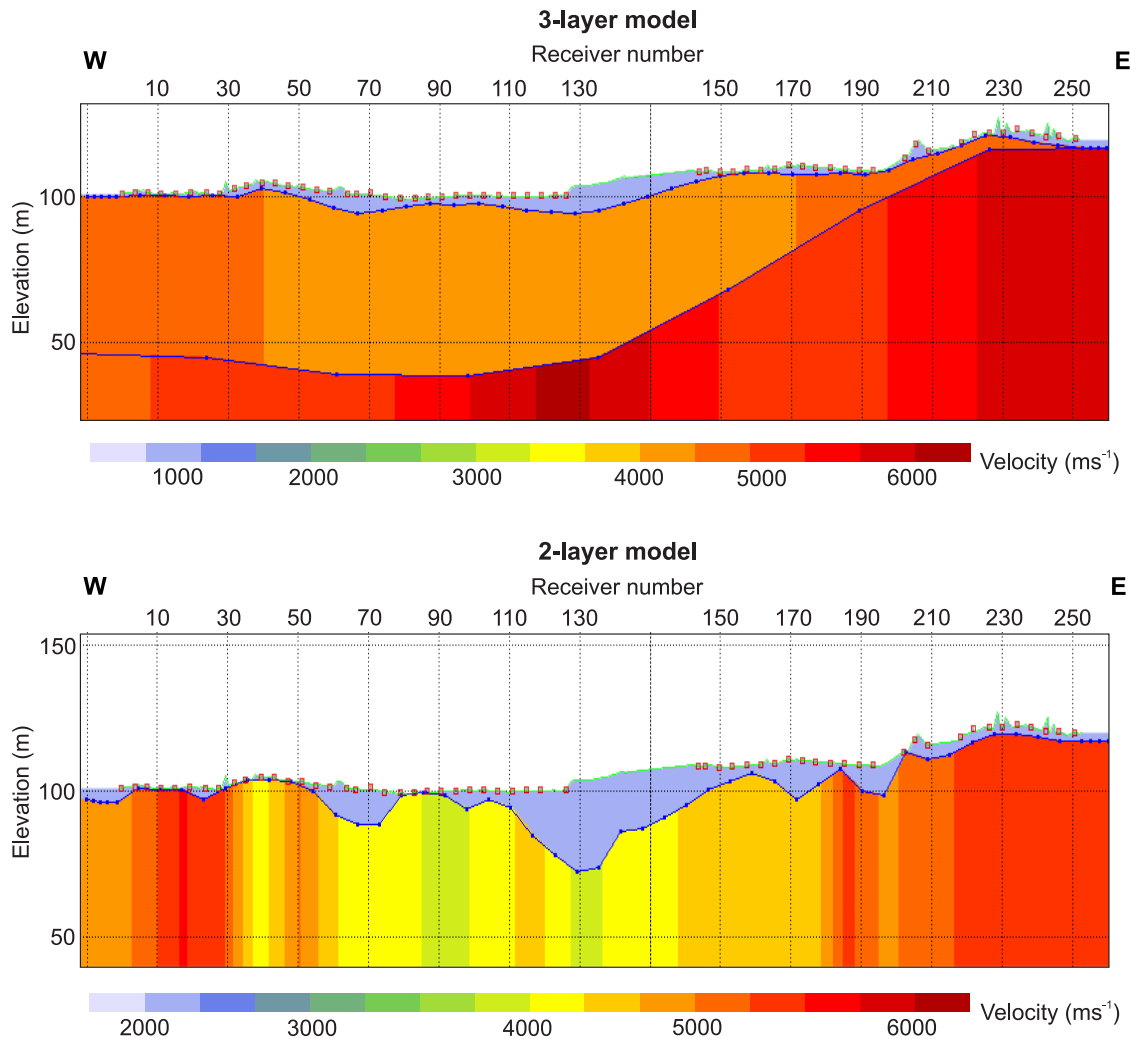 3-layer model
Receiver number
W E
10 30 50 70 90 110 130 150 170 190 210 230 250
100
50
Elevation (m)
1000 2000 3000 4000 5000 6000 Velocity (ms⁻¹)
2-layer model
Receiver number
W E
10 30 50 70 90 110 130 150 170 190 210 230 250
150
100
50
Elevation (m)
2000 3000 4000 5000 6000 Velocity (ms⁻¹)